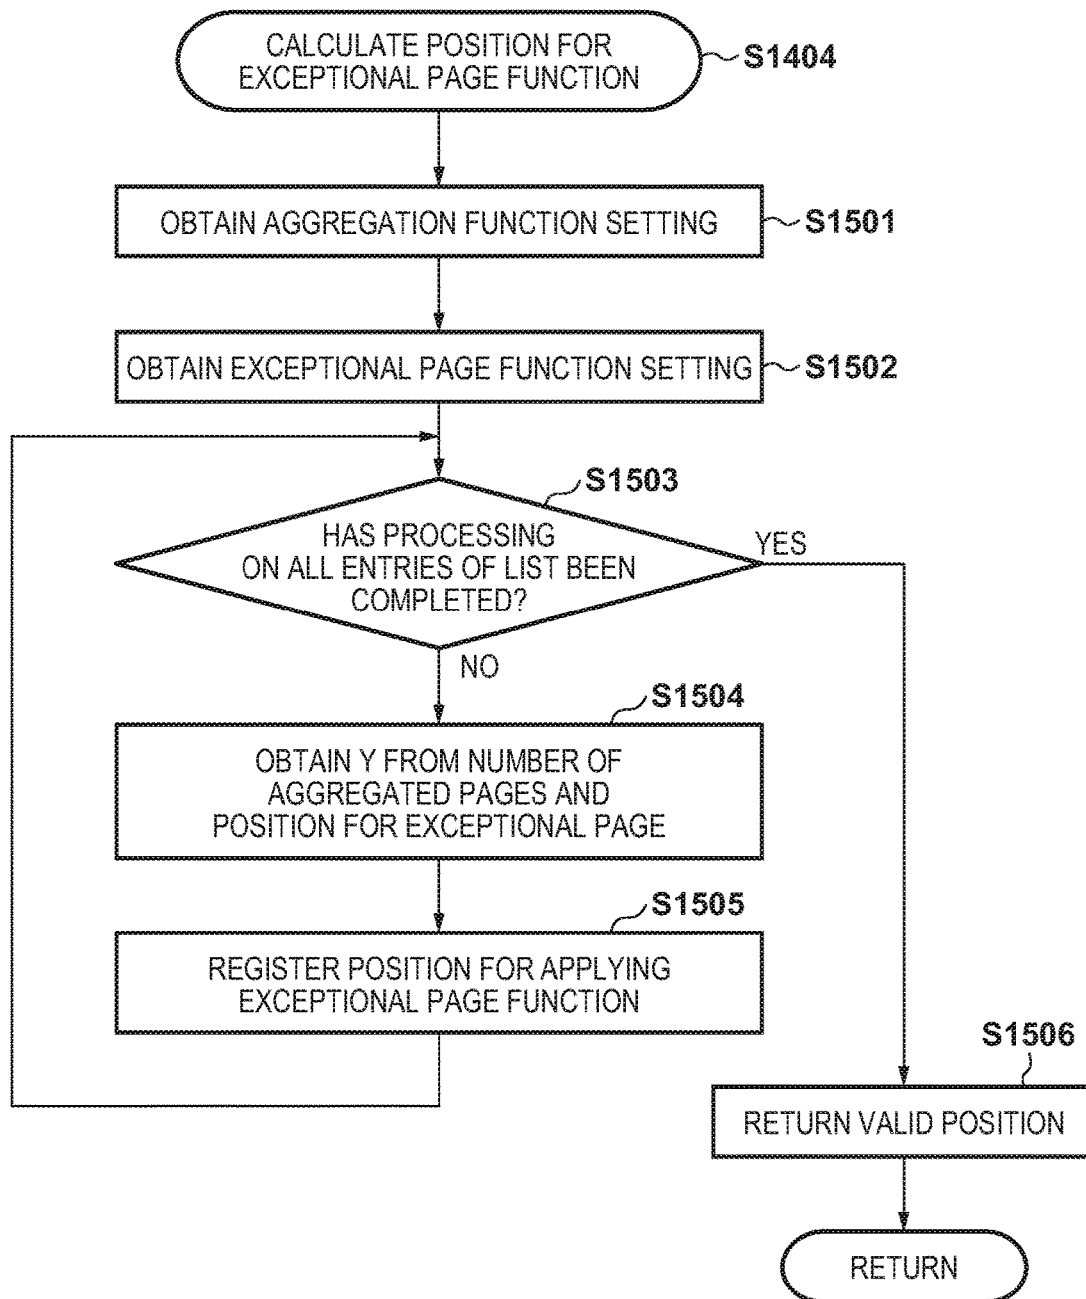 CALCULATE POSITION FOR
EXCEPTIONAL PAGE FUNCTION
S1404
OBTAIN AGGREGATION FUNCTION SETTING
S1501
OBTAIN EXCEPTIONAL PAGE FUNCTION SETTING
S1502
S1503
HAS PROCESSING
ON ALL ENTRIES OF LIST BEEN
COMPLETED?
YES
NO
S1504
OBTAIN Y FROM NUMBER OF
AGGREGATED PAGES AND
POSITION FOR EXCEPTIONAL PAGE
S1505
REGISTER POSITION FOR APPLYING
EXCEPTIONAL PAGE FUNCTION
S1506
RETURN VALID POSITION
RETURN